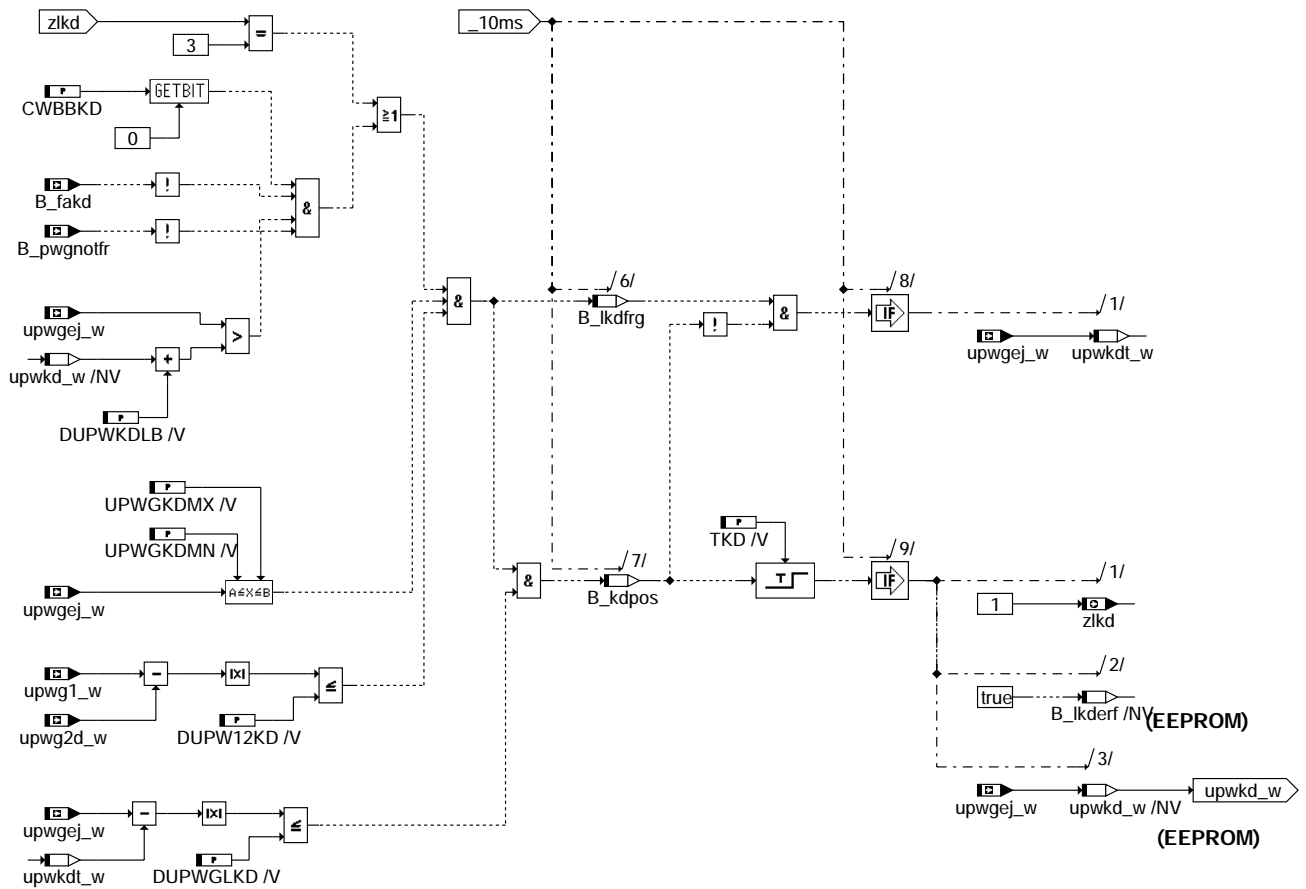 zlkd
_10ms
=
3
P
GETBIT
CWBBKD
≥1
0
!
B_fakd
&
!
B_pwgnotfr
/6/
/8/
&
B_lkdfrg
&
IF
/1/
!
upwgej_w
>
upwgej_w
upwkdt_w
+
upwkd_w /NV
P
DUPWKDLB /V
P
UPWGKDMX /V
P
TKD /V
P
UPWGKDMN /V
/7/
/9/
&
B_kdpos
T
IF
/1/
A≤X≤B
upwgej_w
1
zlkd
/2/
−
|x|
≤
upwg1_w
true
B_lkderf /NV
(EEPROM)
P
upwg2d_w
DUPW12KD /V
/3/
upwgej_w
upwkd_w /NV
upwkd_w
(EEPROM)
−
|x|
≤
upwgej_w
P
upwkdt_w
DUPWGLKD /V